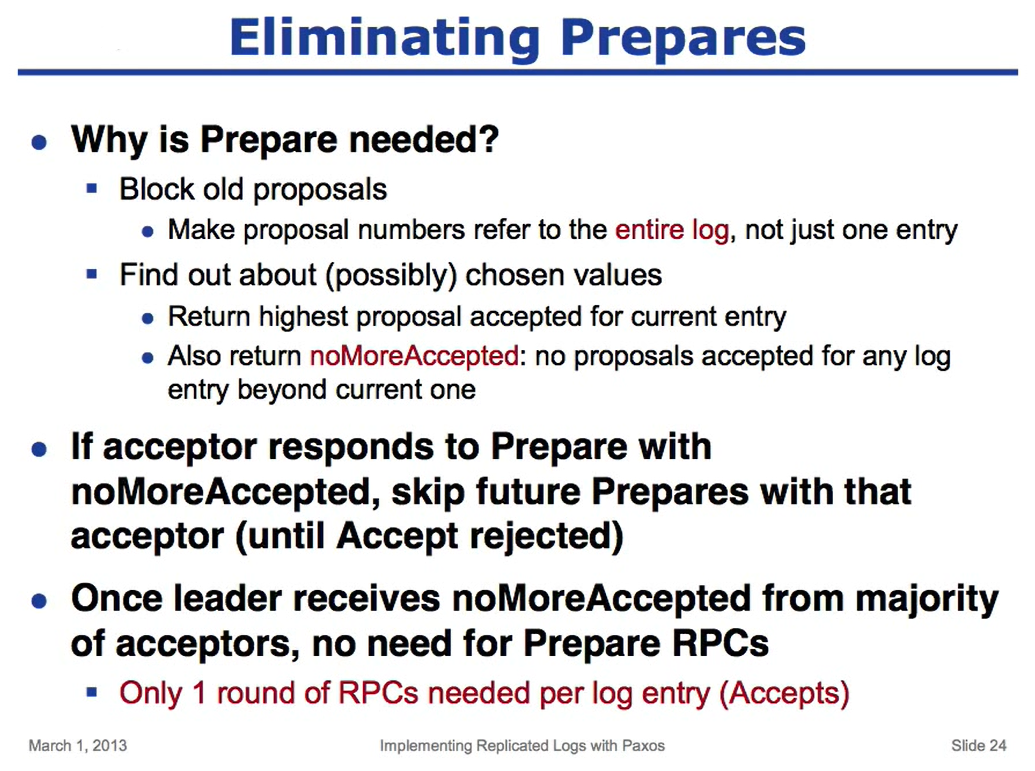 Eliminating Prepares
● Why is Prepare needed?
▪ Block old proposals
● Make proposal numbers refer to the entire log, not just one entry
▪ Find out about (possibly) chosen values
● Return highest proposal accepted for current entry
● Also return noMoreAccepted: no proposals accepted for any log
entry beyond current one
● If acceptor responds to Prepare with
noMoreAccepted, skip future Prepares with that
acceptor (until Accept rejected)
● Once leader receives noMoreAccepted from majority
of acceptors, no need for Prepare RPCs
▪ Only 1 round of RPCs needed per log entry (Accepts)
March 1, 2013 Implementing Replicated Logs with Paxos Slide 24